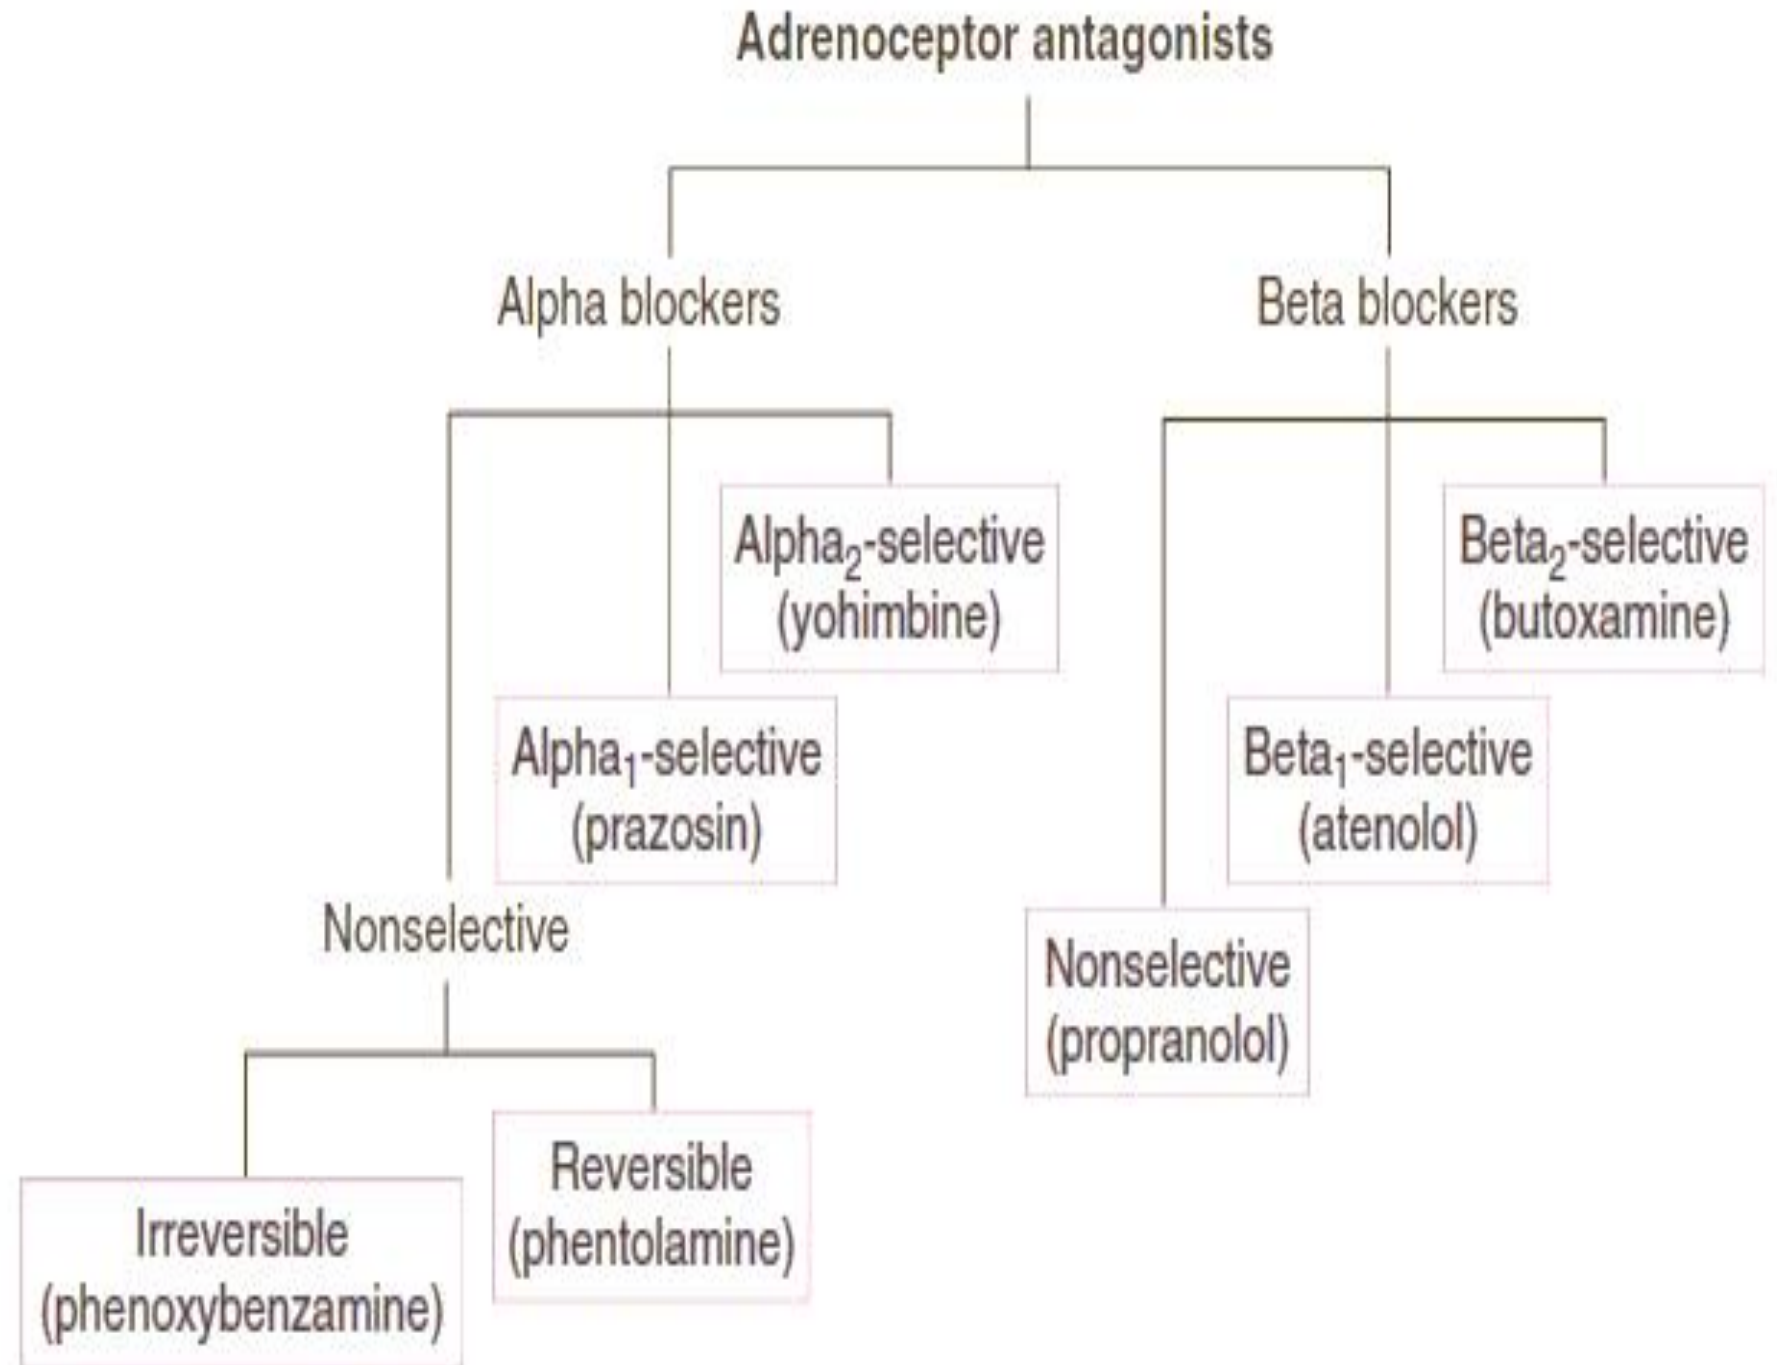 Adrenoceptor antagonists
Alpha blockers
Beta blockers
Alpha₂-selective
(yohimbine)
Beta₂-selective
(butoxamine)
Alpha₁-selective
(prazosin)
Beta₁-selective
(atenolol)
Nonselective
Nonselective
(propranolol)
Reversible
(phentolamine)
Irreversible
(phenoxybenzamine)